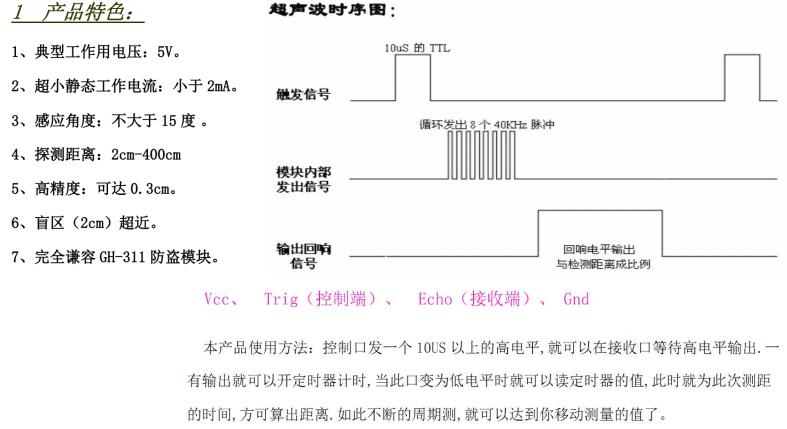 1 产品特色：
1、典型工作用电压：5V。
2、超小静态工作电流：小于 2mA。
3、感应角度：不大于 15 度 。
4、探测距离：2cm-400cm
5、高精度：可达 0.3cm。
6、盲区（2cm）超近。
7、完全谦容 GH-311 防盗模块。
超声波时序图：
10uS 的 TTL
触发信号
循环发出 8 个 40KHz 脉冲
模块内部
发出信号
输出回响
信号
回响电平输出
与检测距离成比例
Vcc、 Trig（控制端）、 Echo（接收端）、 Gnd
本产品使用方法：控制口发一个 10US 以上的高电平,就可以在接收口等待高电平输出.一
有输出就可以开定时器计时,当此口变为低电平时就可以读定时器的值,此时就为此次测距
的时间,方可算出距离.如此不断的周期测,就可以达到你移动测量的值了。